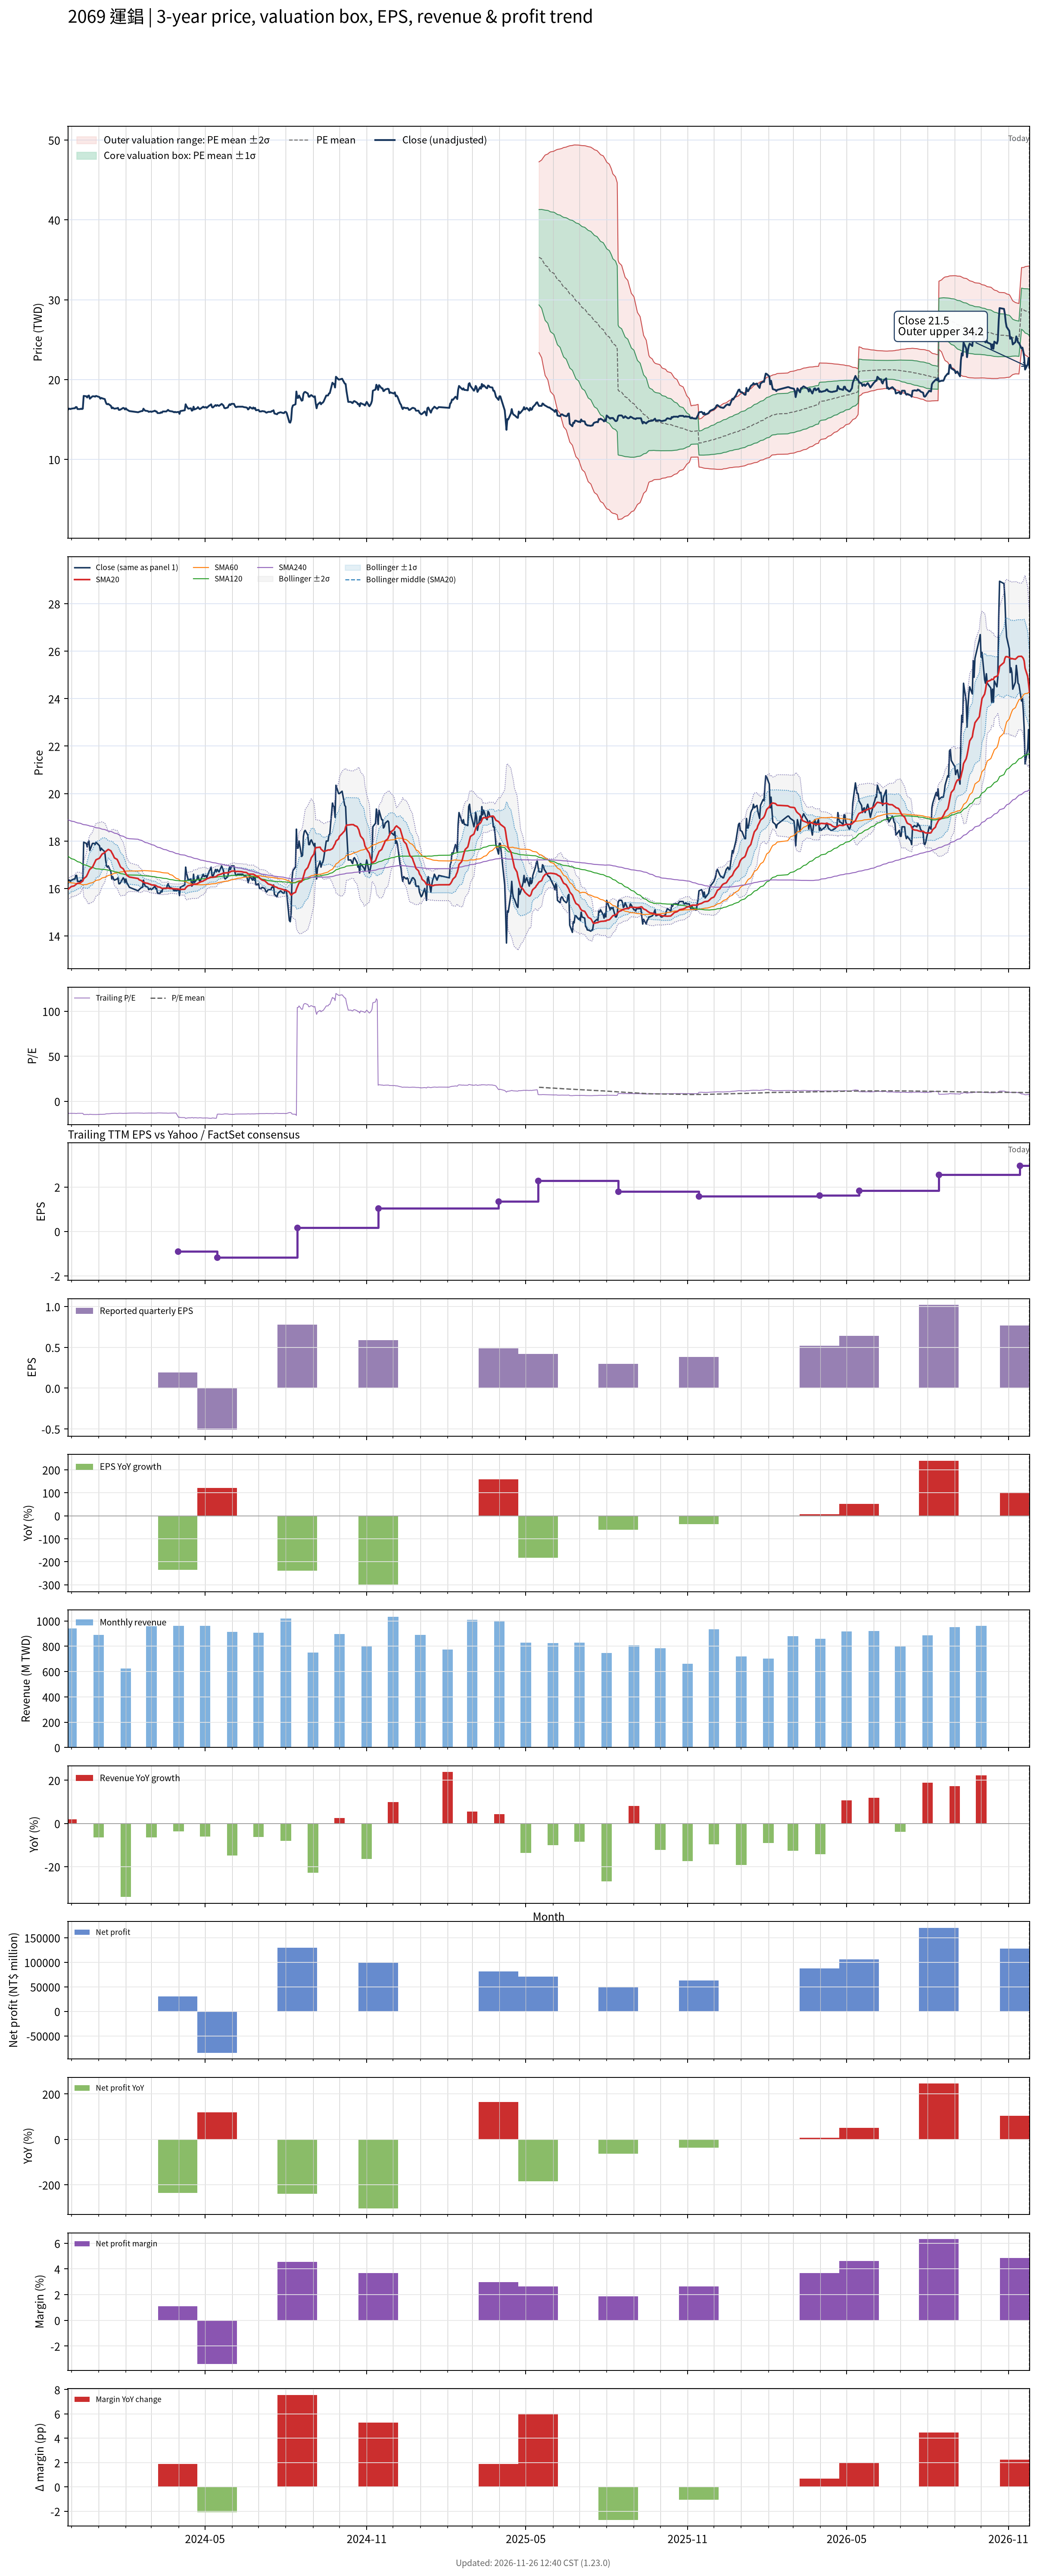 2069 運錩 | 3-year price, valuation box, EPS, revenue & profit trend
Outer valuation range: PE mean ±2σ
Core valuation box: PE mean ±1σ
PE mean
Close (unadjusted)
Today
Close 21.5
Outer upper 34.2
Price (TWD)
50
40
30
20
10
Close (same as panel 1)
SMA20
SMA60
SMA120
SMA240
Bollinger ±2σ
Bollinger ±1σ
Bollinger middle (SMA20)
Price
28
26
24
22
20
18
16
14
Trailing P/E
P/E mean
P/E
100
50
0
Trailing TTM EPS vs Yahoo / FactSet consensus
Today
EPS
2
0
-2
Reported quarterly EPS
EPS
1.0
0.5
0.0
-0.5
EPS YoY growth
YoY (%)
200
100
0
-100
-200
-300
Monthly revenue
Revenue (M TWD)
1000
800
600
400
200
0
Revenue YoY growth
YoY (%)
20
0
-20
Month
Net profit
Net profit (NT$ million)
150000
100000
50000
0
-50000
Net profit YoY
YoY (%)
200
0
-200
Net profit margin
Margin (%)
6
4
2
0
-2
Margin YoY change
Δ margin (pp)
8
6
4
2
0
-2
2024-05
2024-11
2025-05
2025-11
2026-05
2026-11
Updated: 2026-11-26 12:40 CST (1.23.0)